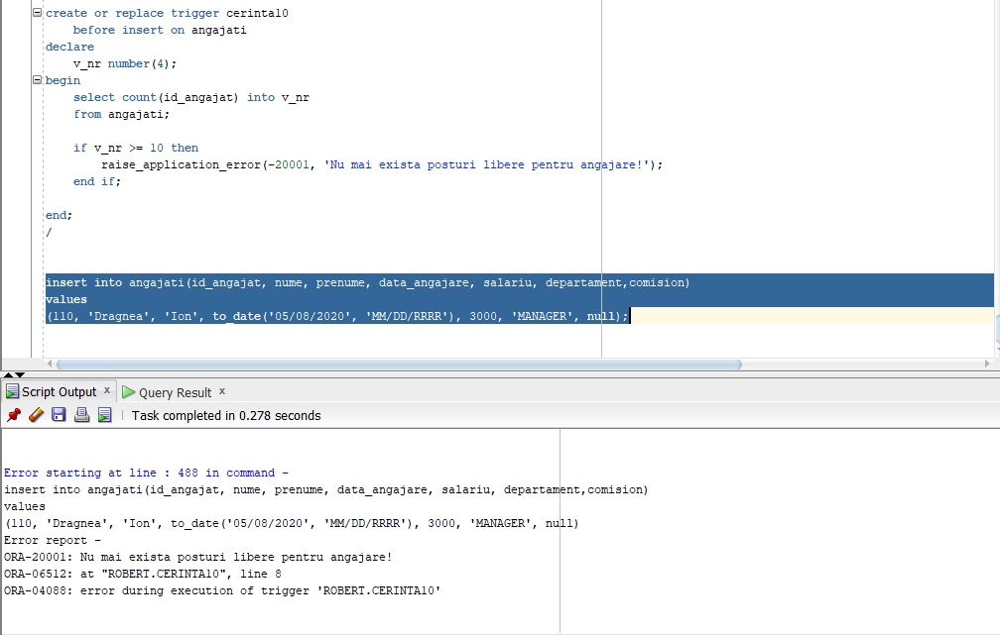 create or replace trigger cerinta10
before insert on angajati
declare
v_nr number(4);
begin
select count(id_angajat) into v_nr
from angajati;
if v_nr >= 10 then
raise_application_error(-20001, 'Nu mai exista posturi libere pentru angajare!');
end if;
end;
/
insert into angajati(id_angajat, nume, prenume, data_angajare, salariu, departament,comision)
values
(110, 'Dragnea', 'Ion', to_date('05/08/2020', 'MM/DD/RRRR'), 3000, 'MANAGER', null);
Script Output x Query Result x
Task completed in 0.278 seconds
Error starting at line : 488 in command -
insert into angajati(id_angajat, nume, prenume, data_angajare, salariu, departament,comision)
values
(110, 'Dragnea', 'Ion', to_date('05/08/2020', 'MM/DD/RRRR'), 3000, 'MANAGER', null)
Error report -
ORA-20001: Nu mai exista posturi libere pentru angajare!
ORA-06512: at "ROBERT.CERINTA10", line 8
ORA-04088: error during execution of trigger 'ROBERT.CERINTA10'